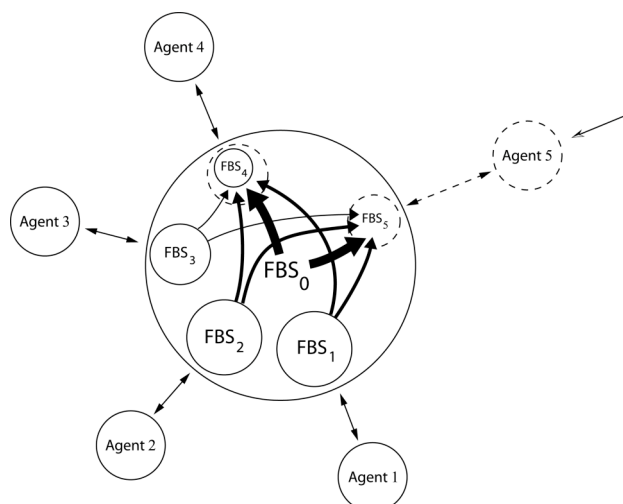 Agent 4
Agent 5
FBS4
FBS5
Agent 3
FBS3
FBS0
FBS2
FBS1
Agent 2
Agent 1